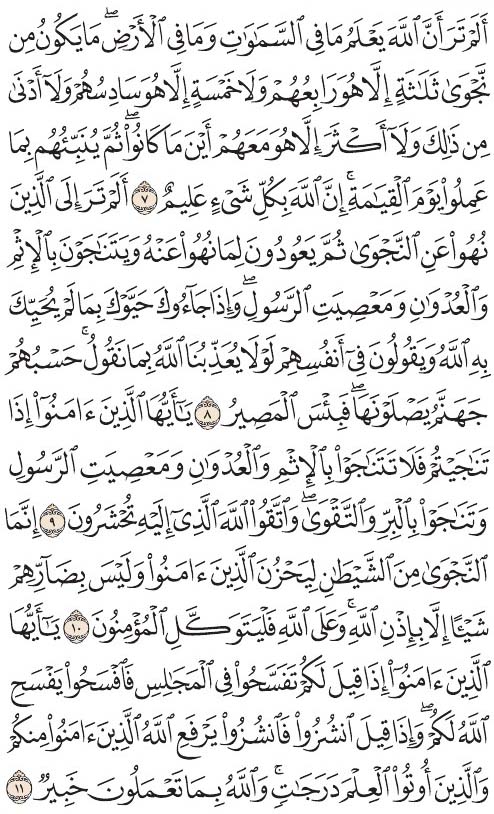 أَلَمْ تَرَ أَنَّ ٱللَّهَ يَعْلَمُ مَا فِى ٱلسَّمَٰوَٰتِ وَمَا فِى ٱلْأَرْضِ ۖ مَا يَكُونُ مِن
نَّجْوَىٰ ثَلَٰثَةٍ إِلَّا هُوَ رَابِعُهُمْ وَلَا خَمْسَةٍ إِلَّا هُوَ سَادِسُهُمْ وَلَآ أَدْنَىٰ
مِن ذَٰلِكَ وَلَآ أَكْثَرَ إِلَّا هُوَ مَعَهُمْ أَيْنَ مَا كَانُوا۟ ۖ ثُمَّ يُنَبِّئُهُم بِمَا
عَمِلُوا۟ يَوْمَ ٱلْقِيَٰمَةِ ۚ إِنَّ ٱللَّهَ بِكُلِّ شَىْءٍ عَلِيمٌ ٧ أَلَمْ تَرَ إِلَى ٱلَّذِينَ
نُهُوا۟ عَنِ ٱلنَّجْوَىٰ ثُمَّ يَعُودُونَ لِمَا نُهُوا۟ عَنْهُ وَيَتَنَٰجَوْنَ بِٱلْإِثْمِ
وَٱلْعُدْوَٰنِ وَمَعْصِيَتِ ٱلرَّسُولِ ۖ وَإِذَا جَآءُوكَ حَيَّوْكَ بِمَا لَمْ يُحَيِّكَ
بِهِ ٱللَّهُ وَيَقُولُونَ فِىٓ أَنفُسِهِمْ لَوْلَا يُعَذِّبُنَا ٱللَّهُ بِمَا نَقُولُ ۚ حَسْبُهُمْ
جَهَنَّمُ يَصْلَوْنَهَا ۖ فَبِئْسَ ٱلْمَصِيرُ ٨ يَٰٓأَيُّهَا ٱلَّذِينَ ءَامَنُوٓا۟ إِذَا
تَنَٰجَيْتُمْ فَلَا تَتَنَٰجَوْا۟ بِٱلْإِثْمِ وَٱلْعُدْوَٰنِ وَمَعْصِيَتِ ٱلرَّسُولِ
وَتَنَٰجَوْا۟ بِٱلْبِرِّ وَٱلتَّقْوَىٰ ۖ وَٱتَّقُوا۟ ٱللَّهَ ٱلَّذِىٓ إِلَيْهِ تُحْشَرُونَ ٩ إِنَّمَا
ٱلنَّجْوَىٰ مِنَ ٱلشَّيْطَٰنِ لِيَحْزُنَ ٱلَّذِينَ ءَامَنُوا۟ وَلَيْسَ بِضَآرِّهِمْ
شَيْـًٔا إِلَّا بِإِذْنِ ٱللَّهِ ۚ وَعَلَى ٱللَّهِ فَلْيَتَوَكَّلِ ٱلْمُؤْمِنُونَ ١٠ يَٰٓأَيُّهَا
ٱلَّذِينَ ءَامَنُوٓا۟ إِذَا قِيلَ لَكُمْ تَفَسَّحُوا۟ فِى ٱلْمَجَٰلِسِ فَٱفْسَحُوا۟ يَفْسَحِ
ٱللَّهُ لَكُمْ ۖ وَإِذَا قِيلَ ٱنشُزُوا۟ فَٱنشُزُوا۟ يَرْفَعِ ٱللَّهُ ٱلَّذِينَ ءَامَنُوا۟ مِنكُمْ
وَٱلَّذِينَ أُوتُوا۟ ٱلْعِلْمَ دَرَجَٰتٍ ۚ وَٱللَّهُ بِمَا تَعْمَلُونَ خَبِيرٌ ١١